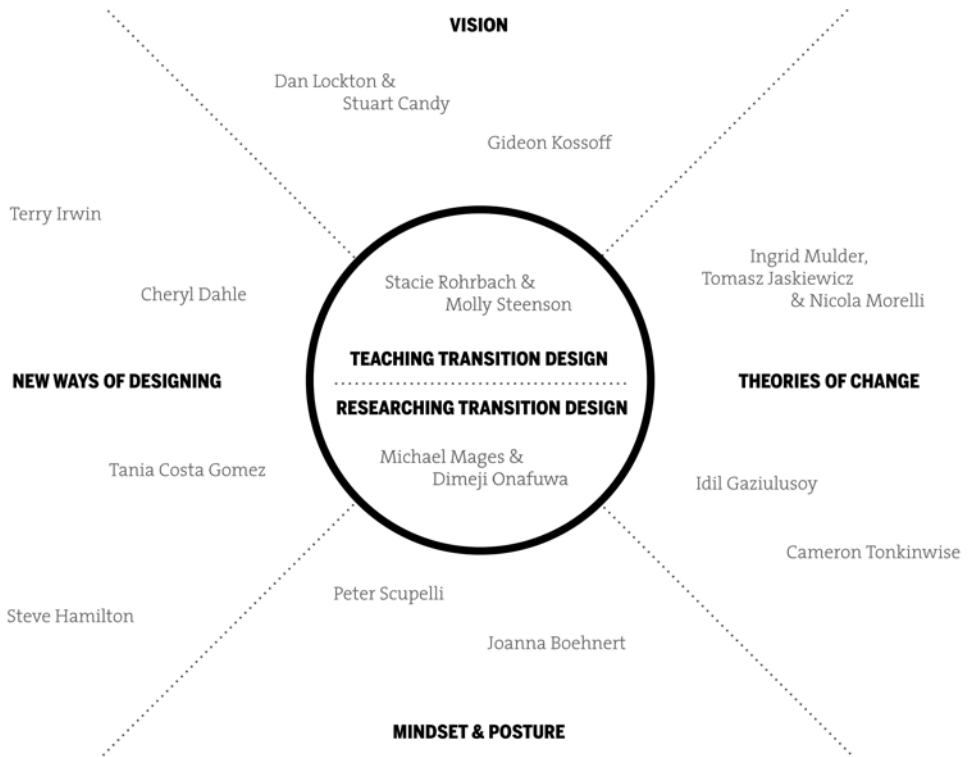 VISION
Dan Lockton &
Stuart Candy
Gideon Kossoff
Terry Irwin
Cheryl Dahle
NEW WAYS OF DESIGNING
Tania Costa Gomez
Steve Hamilton
Stacie Rohrbach &
Molly Steenson
TEACHING TRANSITION DESIGN
RESEARCHING TRANSITION DESIGN
Michael Mages &
Dimeji Onafuwa
Ingrid Mulder,
Tomasz Jaskiewicz
& Nicola Morelli
THEORIES OF CHANGE
Idil Gaziulusoy
Cameron Tonkinwise
Peter Scupelli
Joanna Boehnert
MINDSET & POSTURE